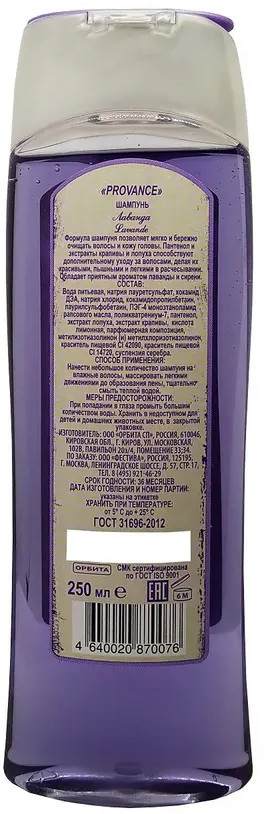 «PROVANCE»
ШАМПУНЬ
Лаванда
Lavande
Формула шампуня позволяет мягко и бережно
очищать волосы и кожу головы. Пантенол и
экстракты крапивы и лопуха способствуют
дополнительному уходу за волосами, делая их
красивыми, пышными и легкими в расчесывании.
Обладает приятным ароматом лаванды и сирени.
СОСТАВ:
Вода питьевая, натрия лауретсульфат, кокамид
ДЭА, натрия хлорид, кокамидопропилбетаин,
лаурилсульфобетаин, ПЭГ-4 моноэтаноламид
рапсового масла, поликватерниум-7, пантенол,
экстракт лопуха, экстракт крапивы, кислота
лимонная, парфюмерная композиция,
метилизотиазолинон (и) метилхлоризотиазолинон,
краситель пищевой CI 42090, краситель пищевой
CI 14720, суспензия серебра.
СПОСОБ ПРИМЕНЕНИЯ:
Нанести небольшое количество шампуня на
влажные волосы, массировать легкими
движениями до образования пены, тщательно
смыть теплой водой.
МЕРЫ ПРЕДОСТОРОЖНОСТИ:
При попадании в глаза промыть большим
количеством воды. Хранить в недоступном для
детей и домашних животных месте, в закрытой
упаковке.
ИЗГОТОВИТЕЛЬ: ООО «ОРБИТА СП», РОССИЯ, 610046,
КИРОВСКАЯ ОБЛ., Г. КИРОВ, УЛ. МОСКОВСКАЯ,
102В, ПАВИЛЬОН 20х/4, ПОМЕЩЕНИЕ 33.34.
ПО ЗАКАЗУ: ООО «ФЕСТИВА», РОССИЯ, 125195,
Г. МОСКВА, ЛЕНИНГРАДСКОЕ ШОССЕ, Д. 57, СТР. 17,
ТЕЛ. 8 (495) 921-46-29
СРОК ГОДНОСТИ: 36 МЕСЯЦЕВ
ДАТА ИЗГОТОВЛЕНИЯ И НОМЕР ПАРТИИ:
указаны на этикетке
ХРАНИТЬ ПРИ ТЕМПЕРАТУРЕ:
от 5° С до +25° С
ГОСТ 31696-2012
ОРБИТА
СМК сертифицирована
по ГОСТ ISO 9001
250 мл e
EAC
6 M
4 640020 870076